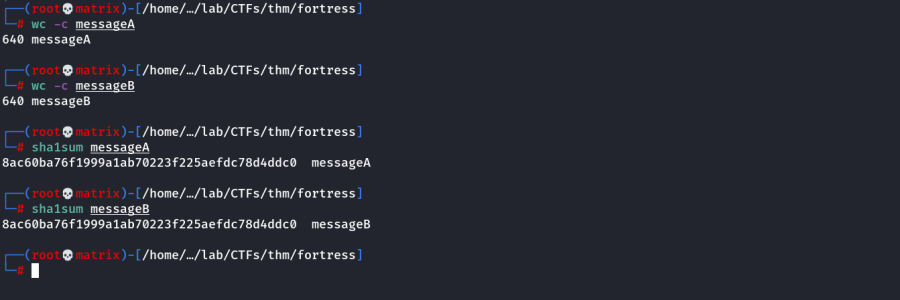 ┌──(root💀matrix)-[/home/…/lab/CTFs/thm/fortress]
└─# wc -c messageA
640 messageA
┌──(root💀matrix)-[/home/…/lab/CTFs/thm/fortress]
└─# wc -c messageB
640 messageB
┌──(root💀matrix)-[/home/…/lab/CTFs/thm/fortress]
└─# sha1sum messageA
8ac60ba76f1999a1ab70223f225aefdc78d4ddc0  messageA
┌──(root💀matrix)-[/home/…/lab/CTFs/thm/fortress]
└─# sha1sum messageB
8ac60ba76f1999a1ab70223f225aefdc78d4ddc0  messageB
┌──(root💀matrix)-[/home/…/lab/CTFs/thm/fortress]
└─#